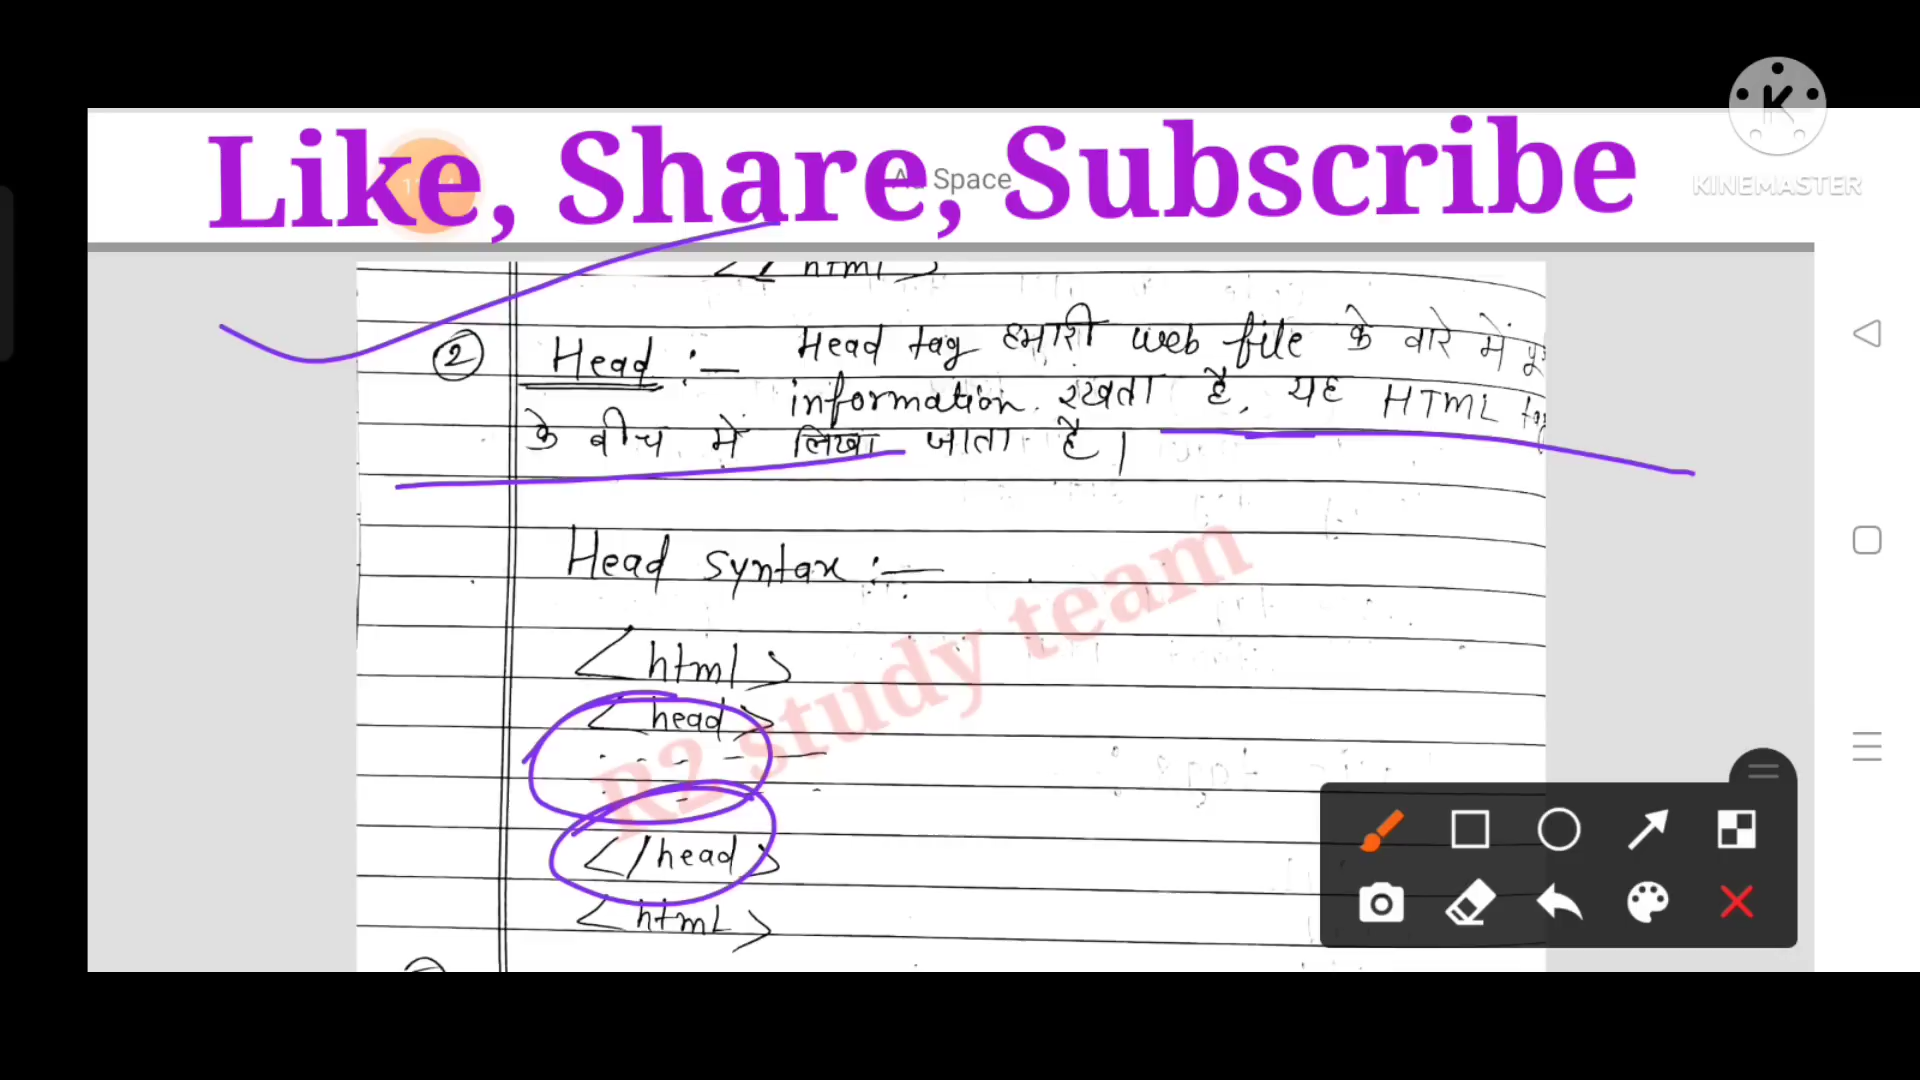 KINEMASTER
Like, Share, Subscribe
Space
</ html>
② Head :- Head tag हमारी web file के बारे में
information रखता है, यह HTML tag
के बीच में लिखा जाता है।
Head syntax :-
<html>
<head>
</head>
<html>
R2 study team